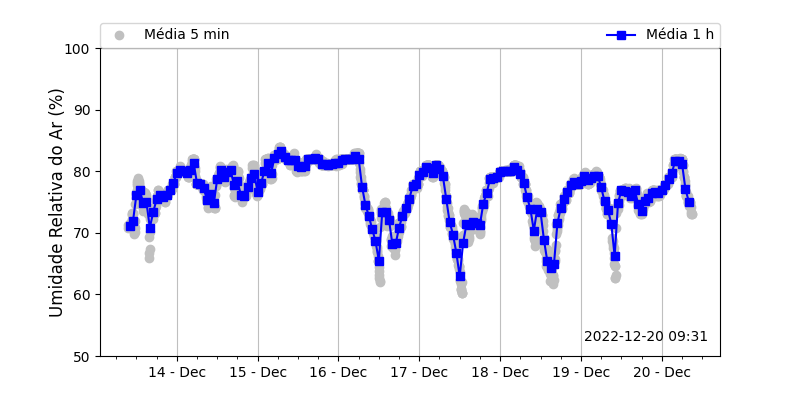 Média 5 min
Média 1 h
Umidade Relativa do Ar (%)
100
90
80
70
60
50
2022-12-20 09:31
14 - Dec
15 - Dec
16 - Dec
17 - Dec
18 - Dec
19 - Dec
20 - Dec